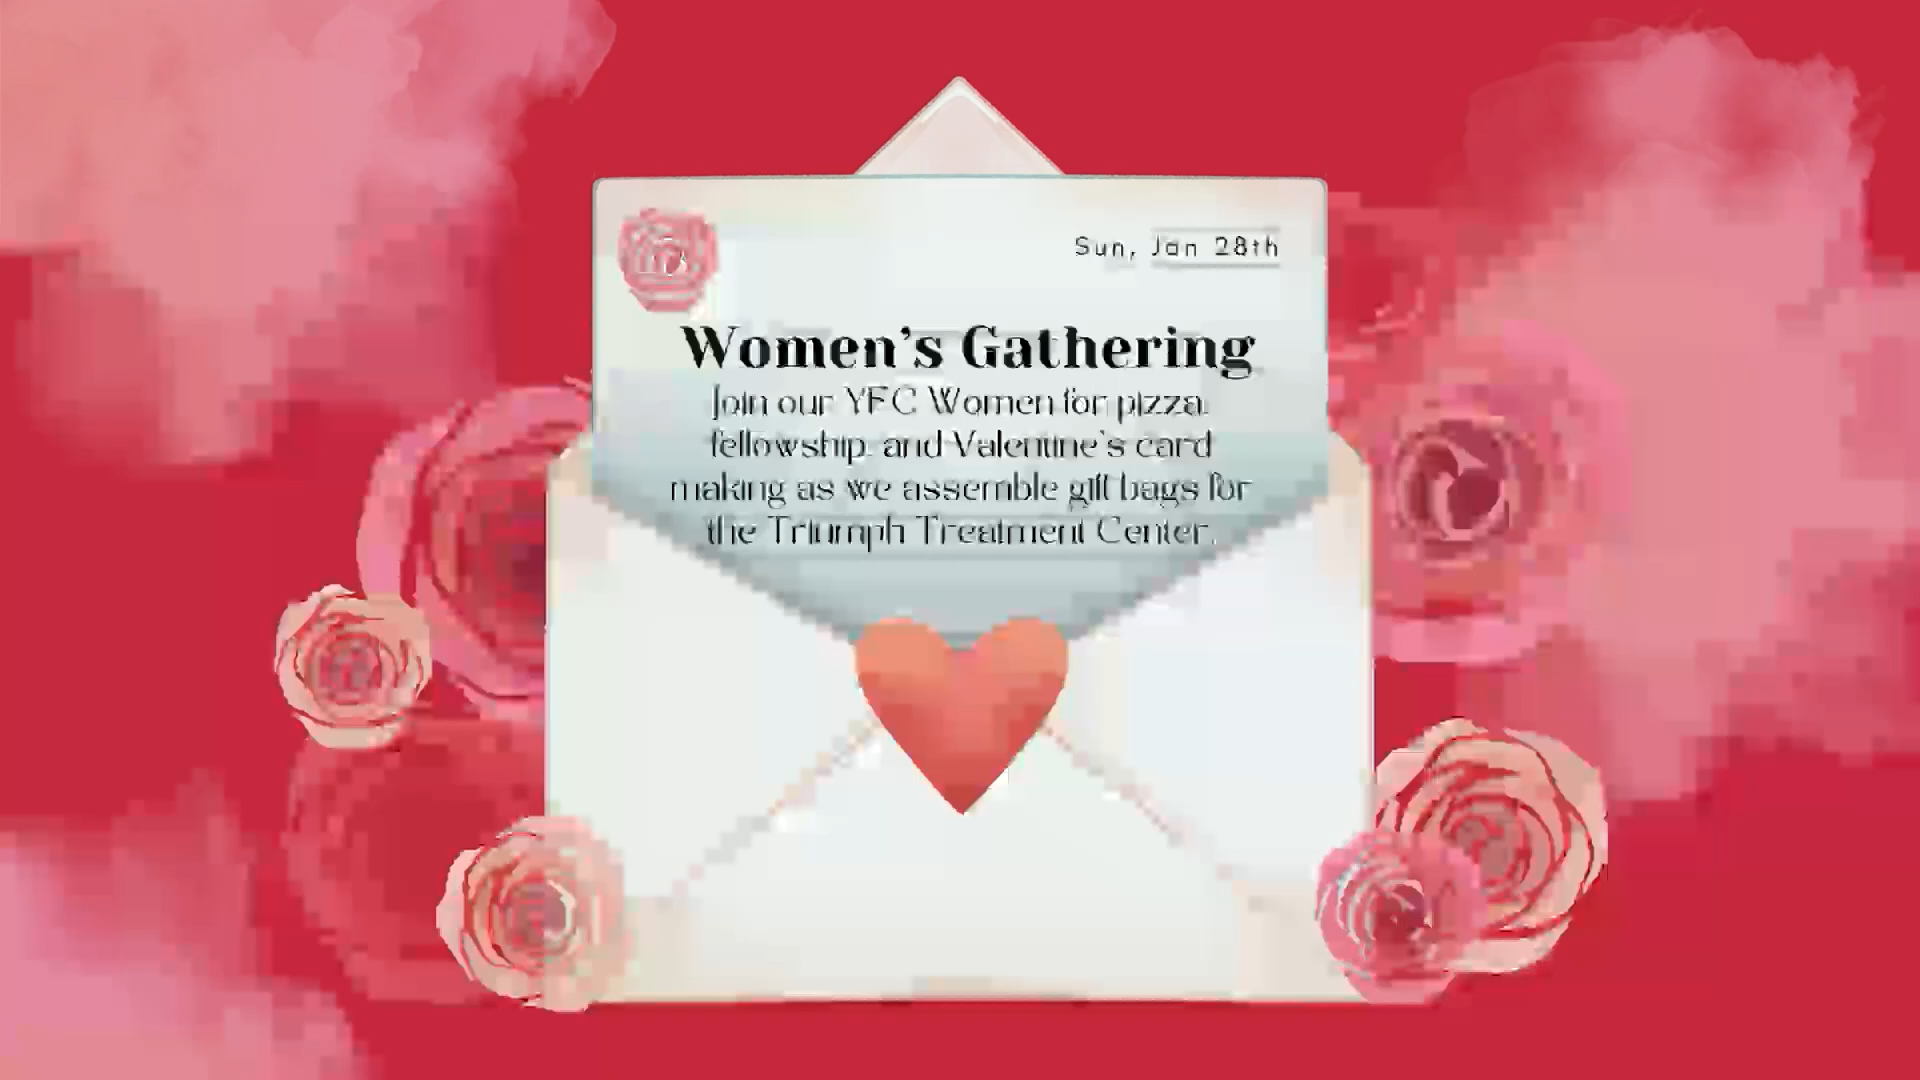 Sun, Jan 28th
Women's Gathering
Join our YFC Women for pizza,
fellowship, and Valentine's card
making as we assemble gift bags for
the Triumph Treatment Center.